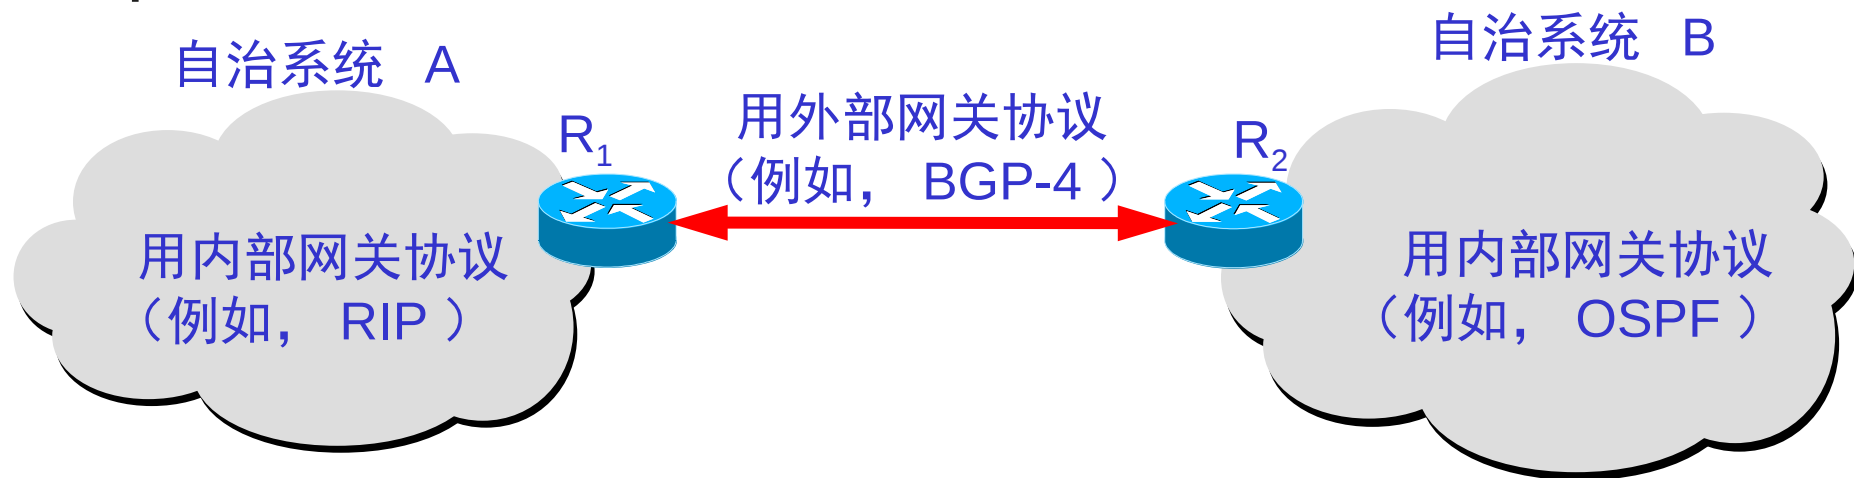 自治系统 A
自治系统 B
用外部网关协议
（例如， BGP-4 ）
R1
R2
用内部网关协议
（例如， RIP ）
用内部网关协议
（例如， OSPF ）